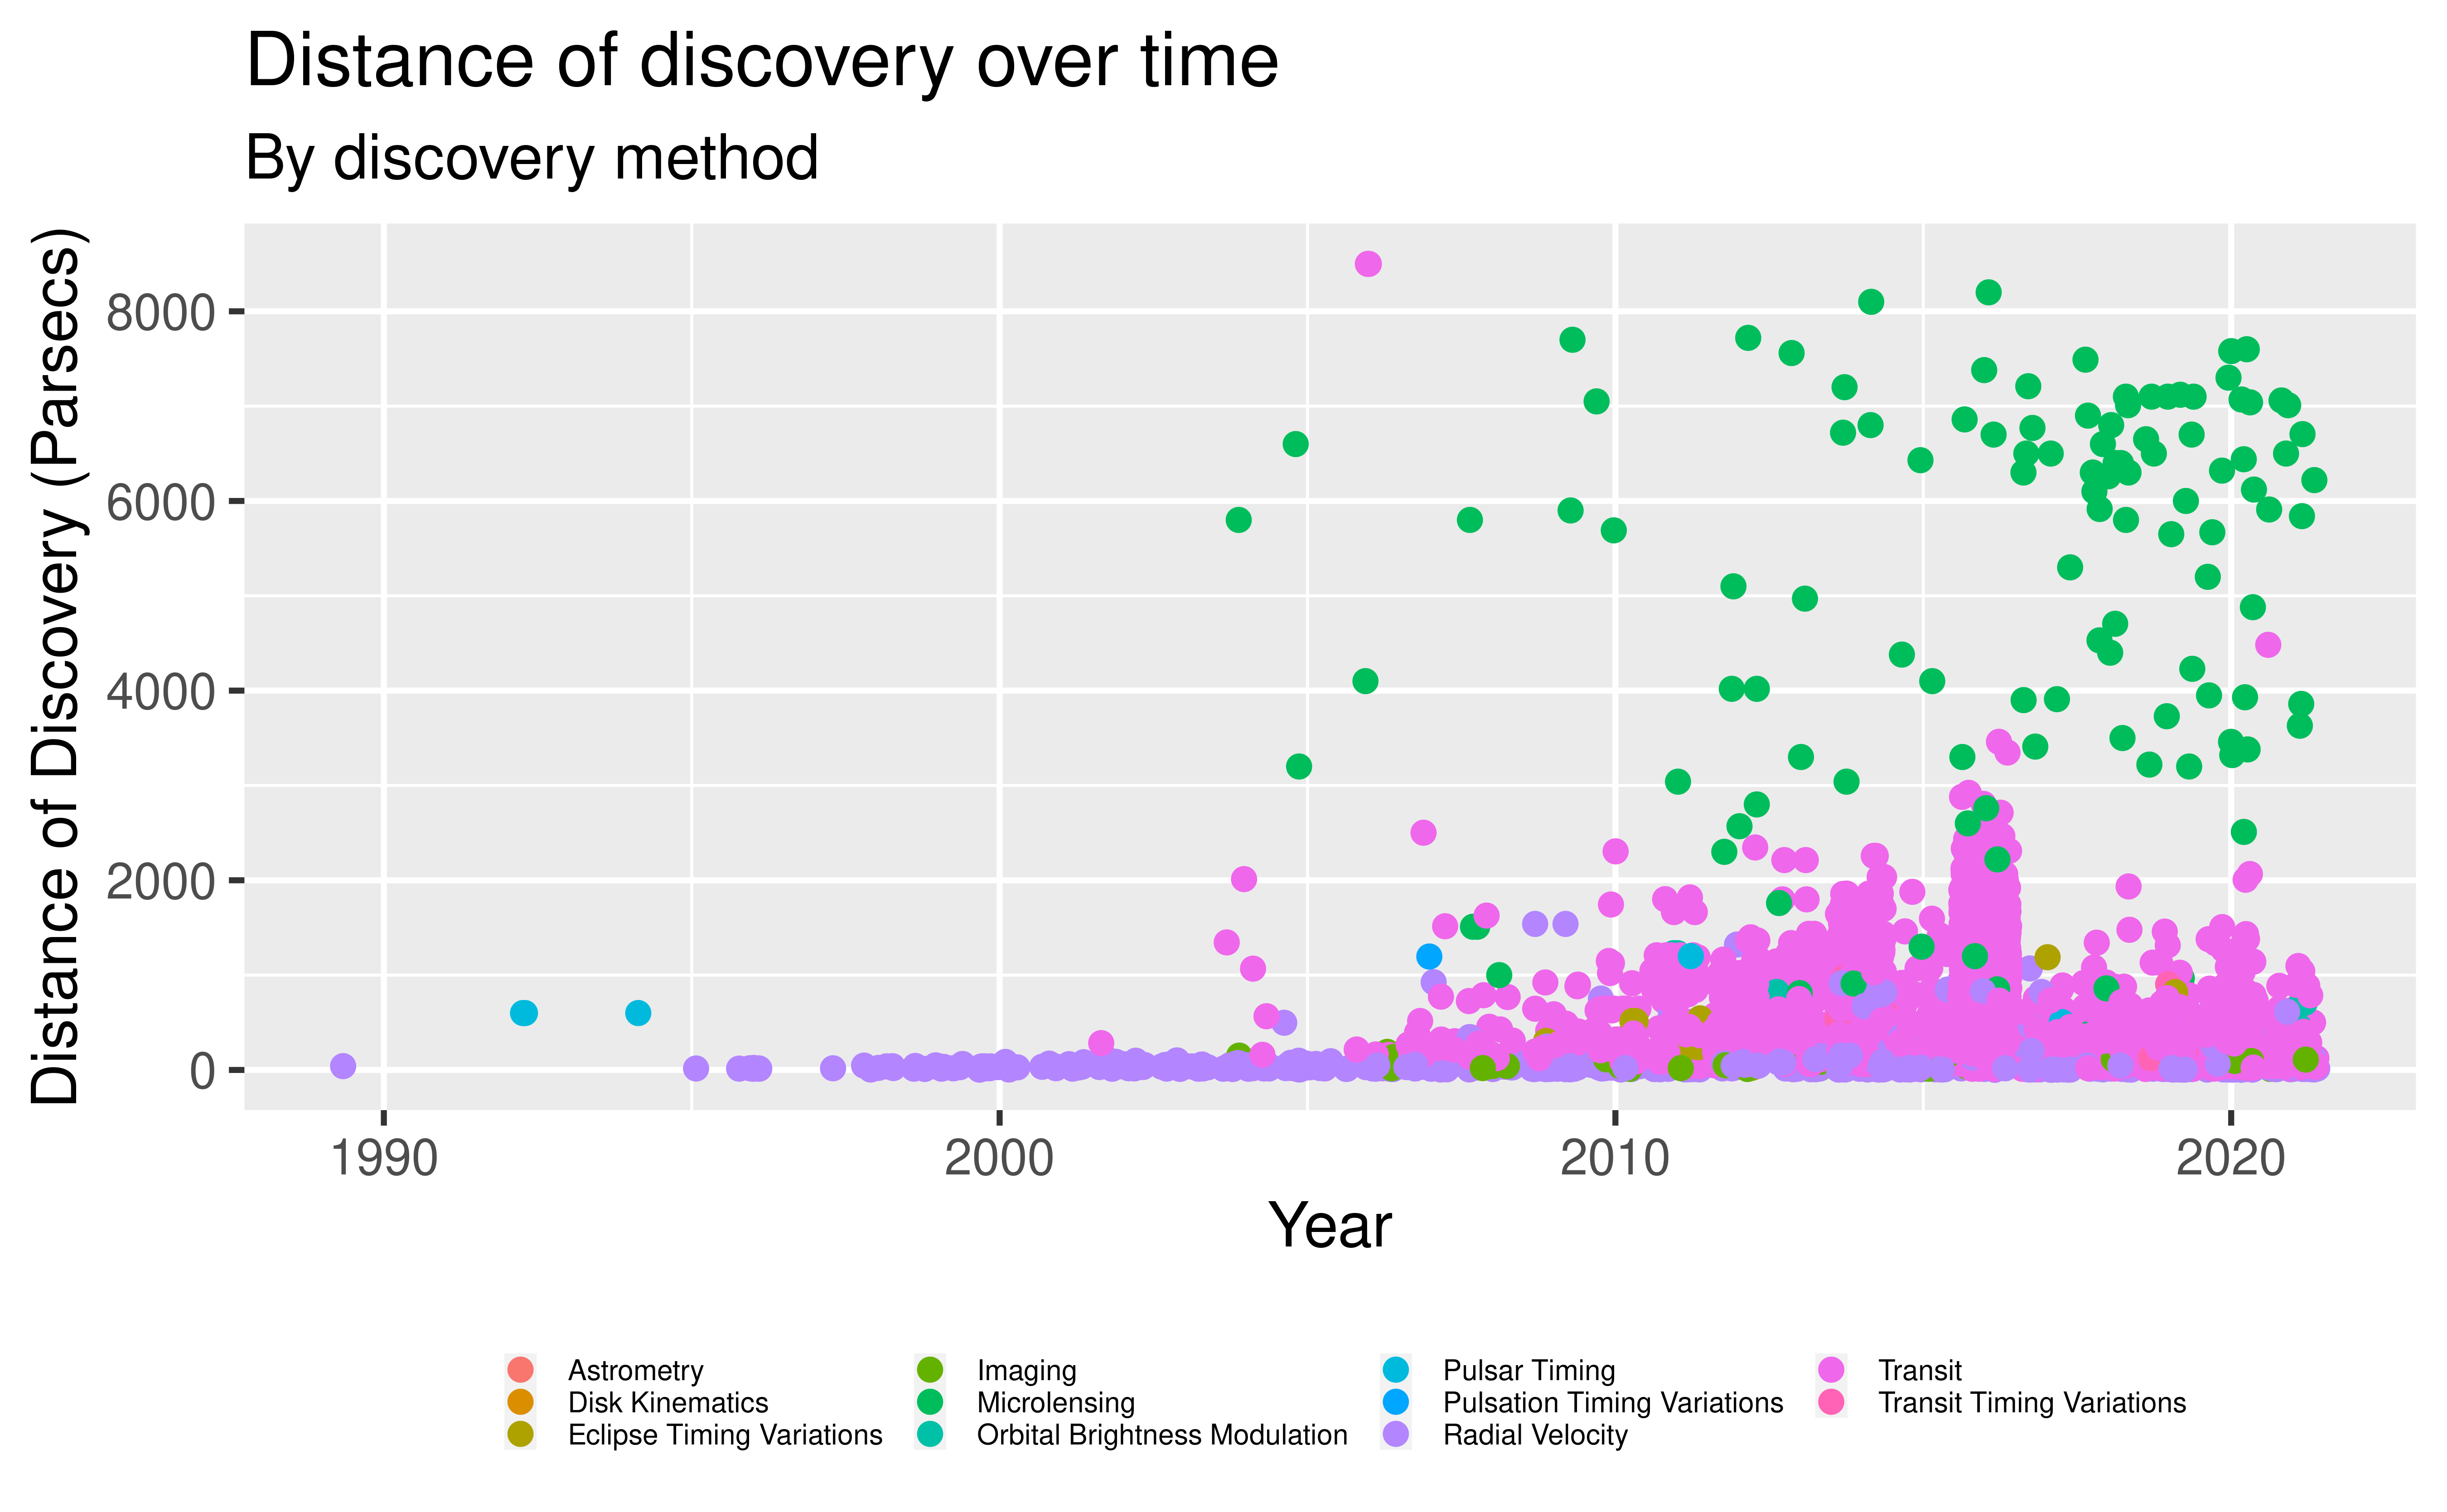 Distance of discovery over time
By discovery method
Distance of Discovery (Parsecs)
8000
6000
4000
2000
0
1990 2000 2010 2020
Year
Astrometry Imaging Pulsar Timing Transit
Disk Kinematics Microlensing Pulsation Timing Variations Transit Timing Variations
Eclipse Timing Variations Orbital Brightness Modulation Radial Velocity